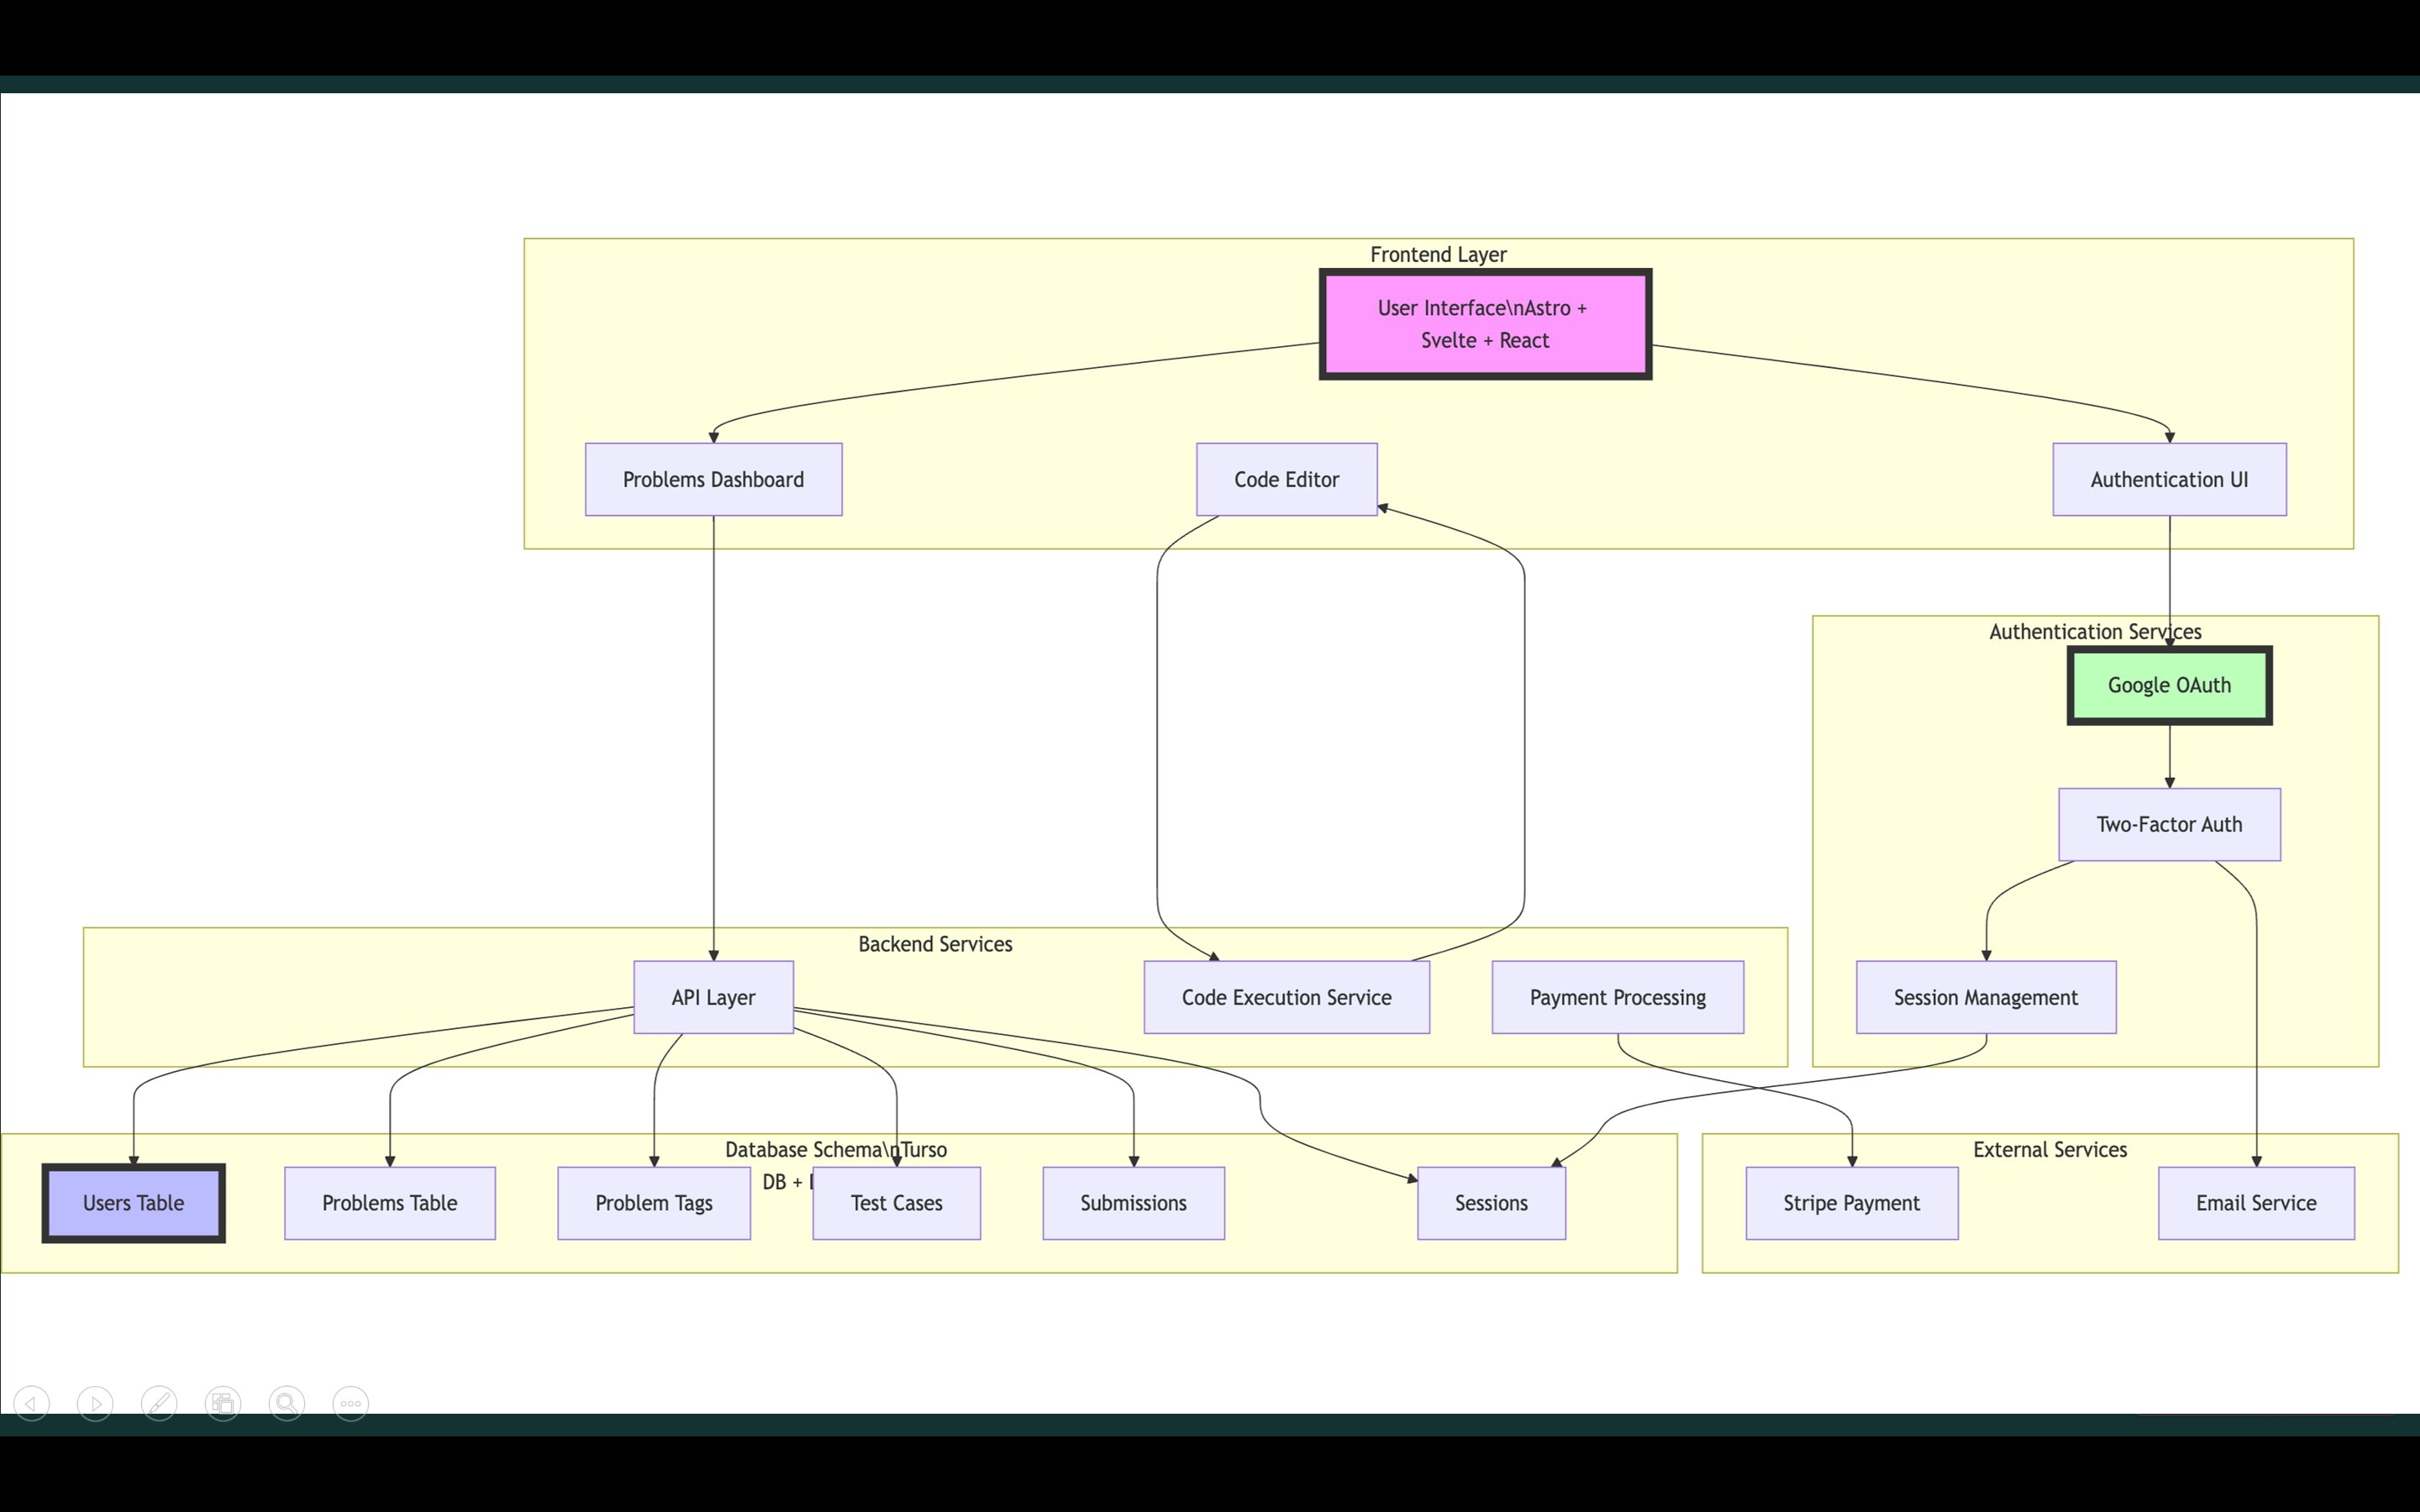 Frontend Layer
User Interface\nAstro +
Svelte + React
Problems Dashboard
Code Editor
Authentication UI
Authentication Services
Google OAuth
Two-Factor Auth
Backend Services
API Layer
Code Execution Service
Payment Processing
Session Management
Database Schema\nTurso
DB +
External Services
Users Table
Problems Table
Problem Tags
Test Cases
Submissions
Sessions
Stripe Payment
Email Service